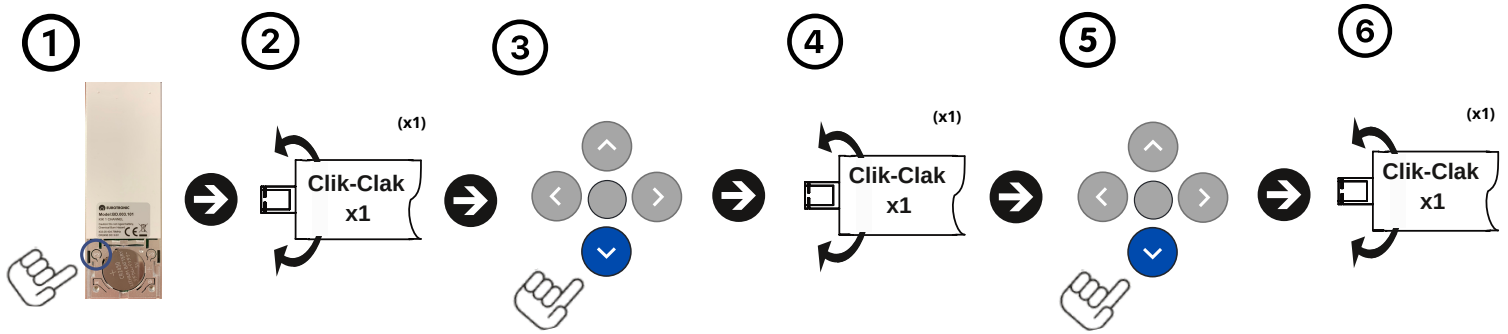 1
2
3
4
5
6
(x1)
Clik-Clak
x1
(x1)
Clik-Clak
x1
(x1)
Clik-Clak
x1
EUROTRONIC